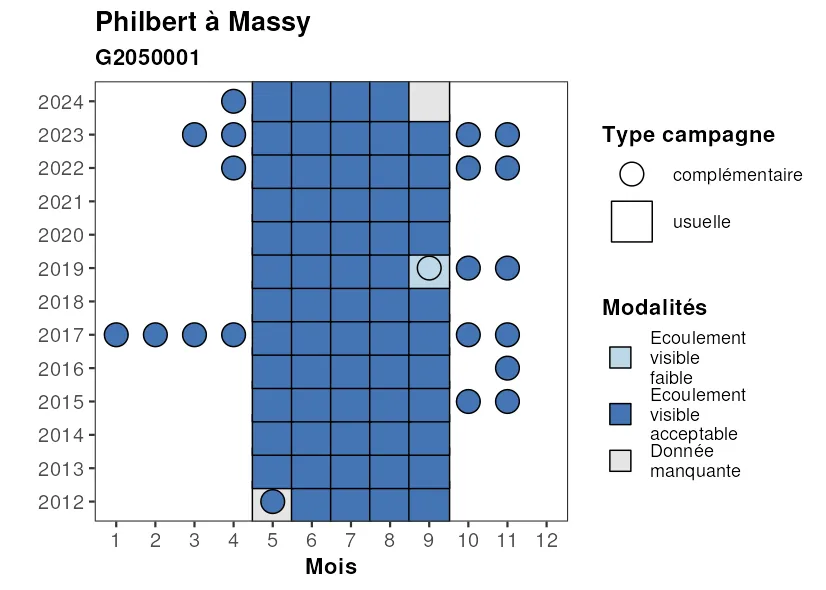 Philbert à Massy
G2050001
2024
2023
2022
2021
2020
2019
2018
2017
2016
2015
2014
2013
2012
1 2 3 4 5 6 7 8 9 10 11 12
Mois
Type campagne
complémentaire
usuelle
Modalités
Ecoulement
visible
faible
Ecoulement
visible
acceptable
Donnée
manquante